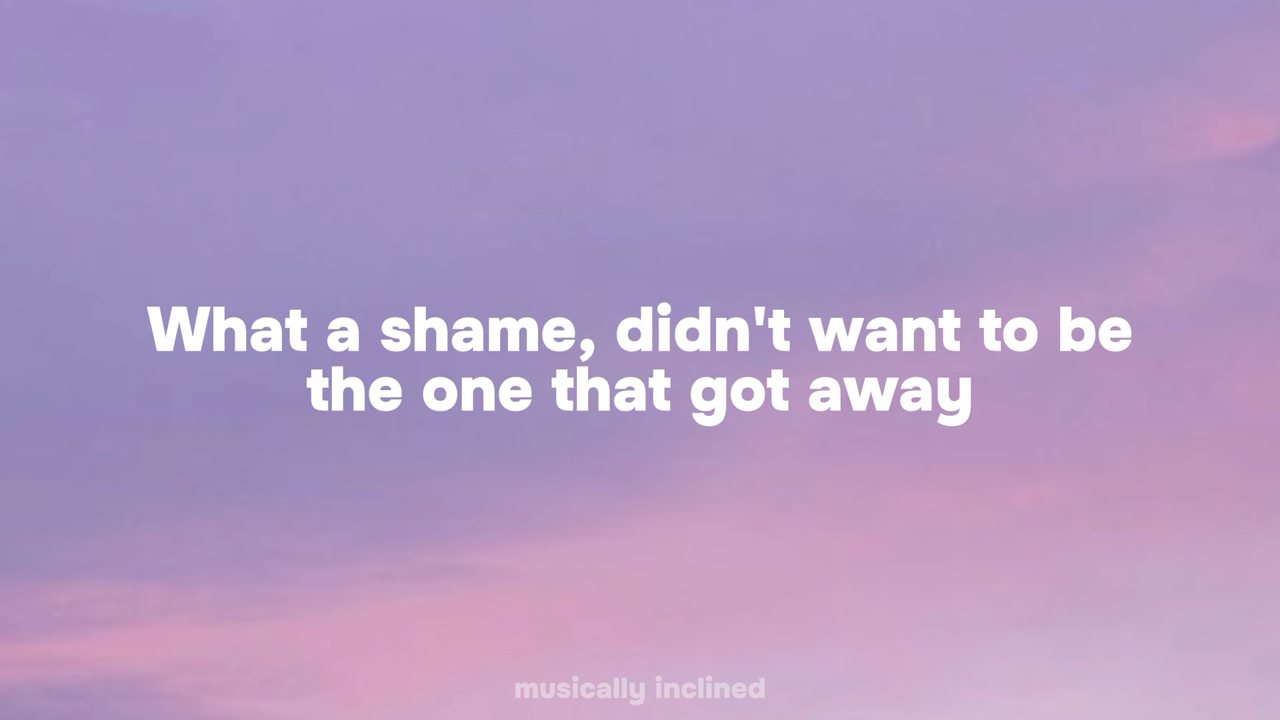 What a shame, didn't want to be
the one that got away
musically inclined